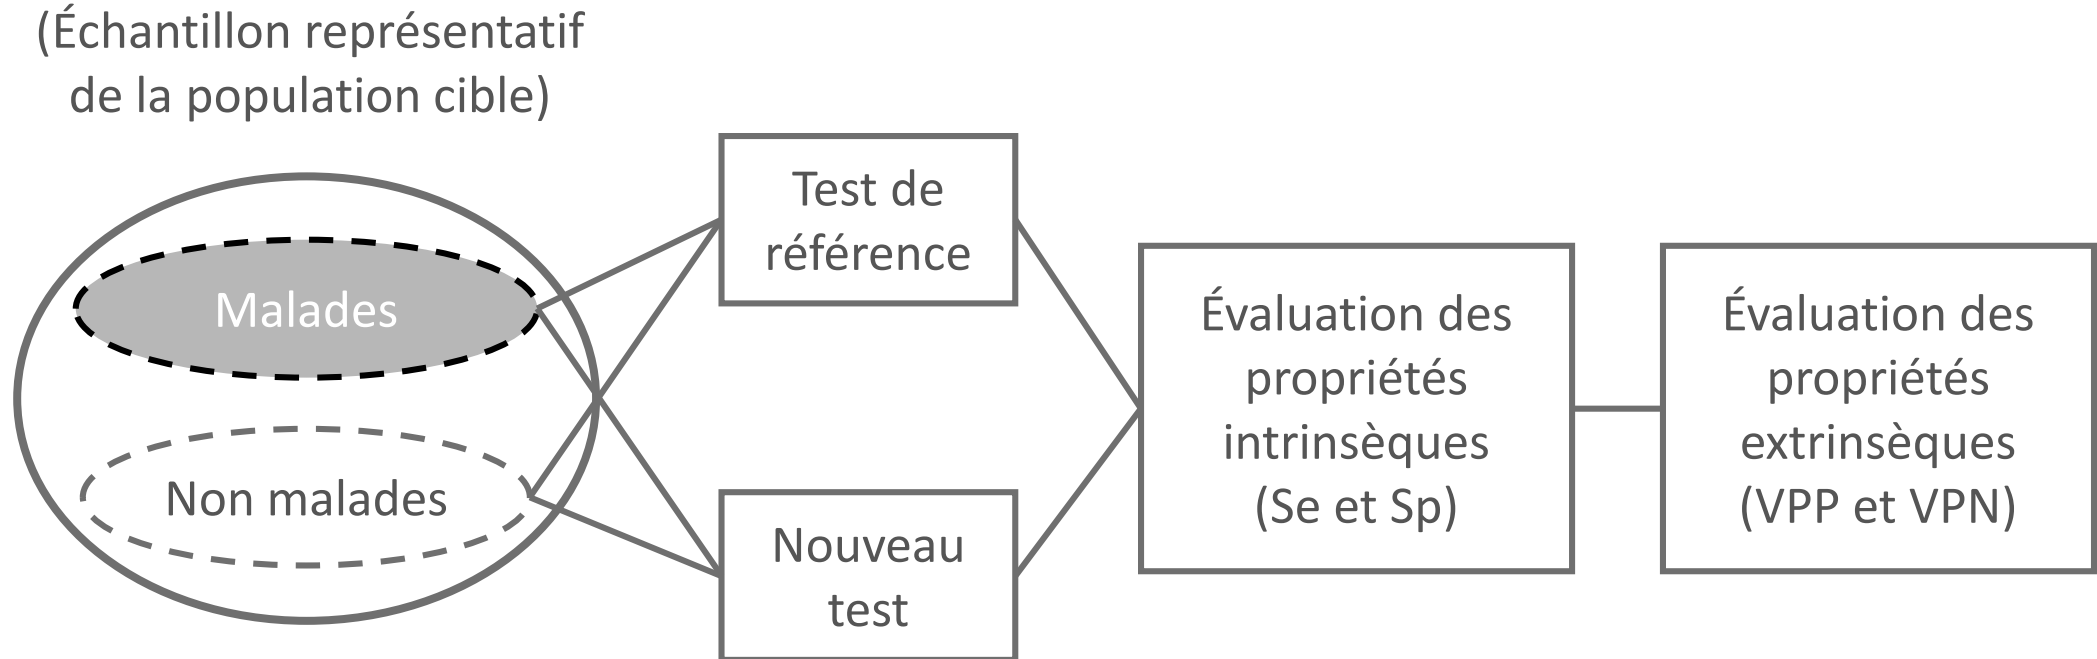 (Échantillon représentatif
de la population cible)
Malades
Non malades
Test de
référence
Nouveau
test
Évaluation des
propriétés
intrinsèques
(Se et Sp)
Évaluation des
propriétés
extrinsèques
(VPP et VPN)